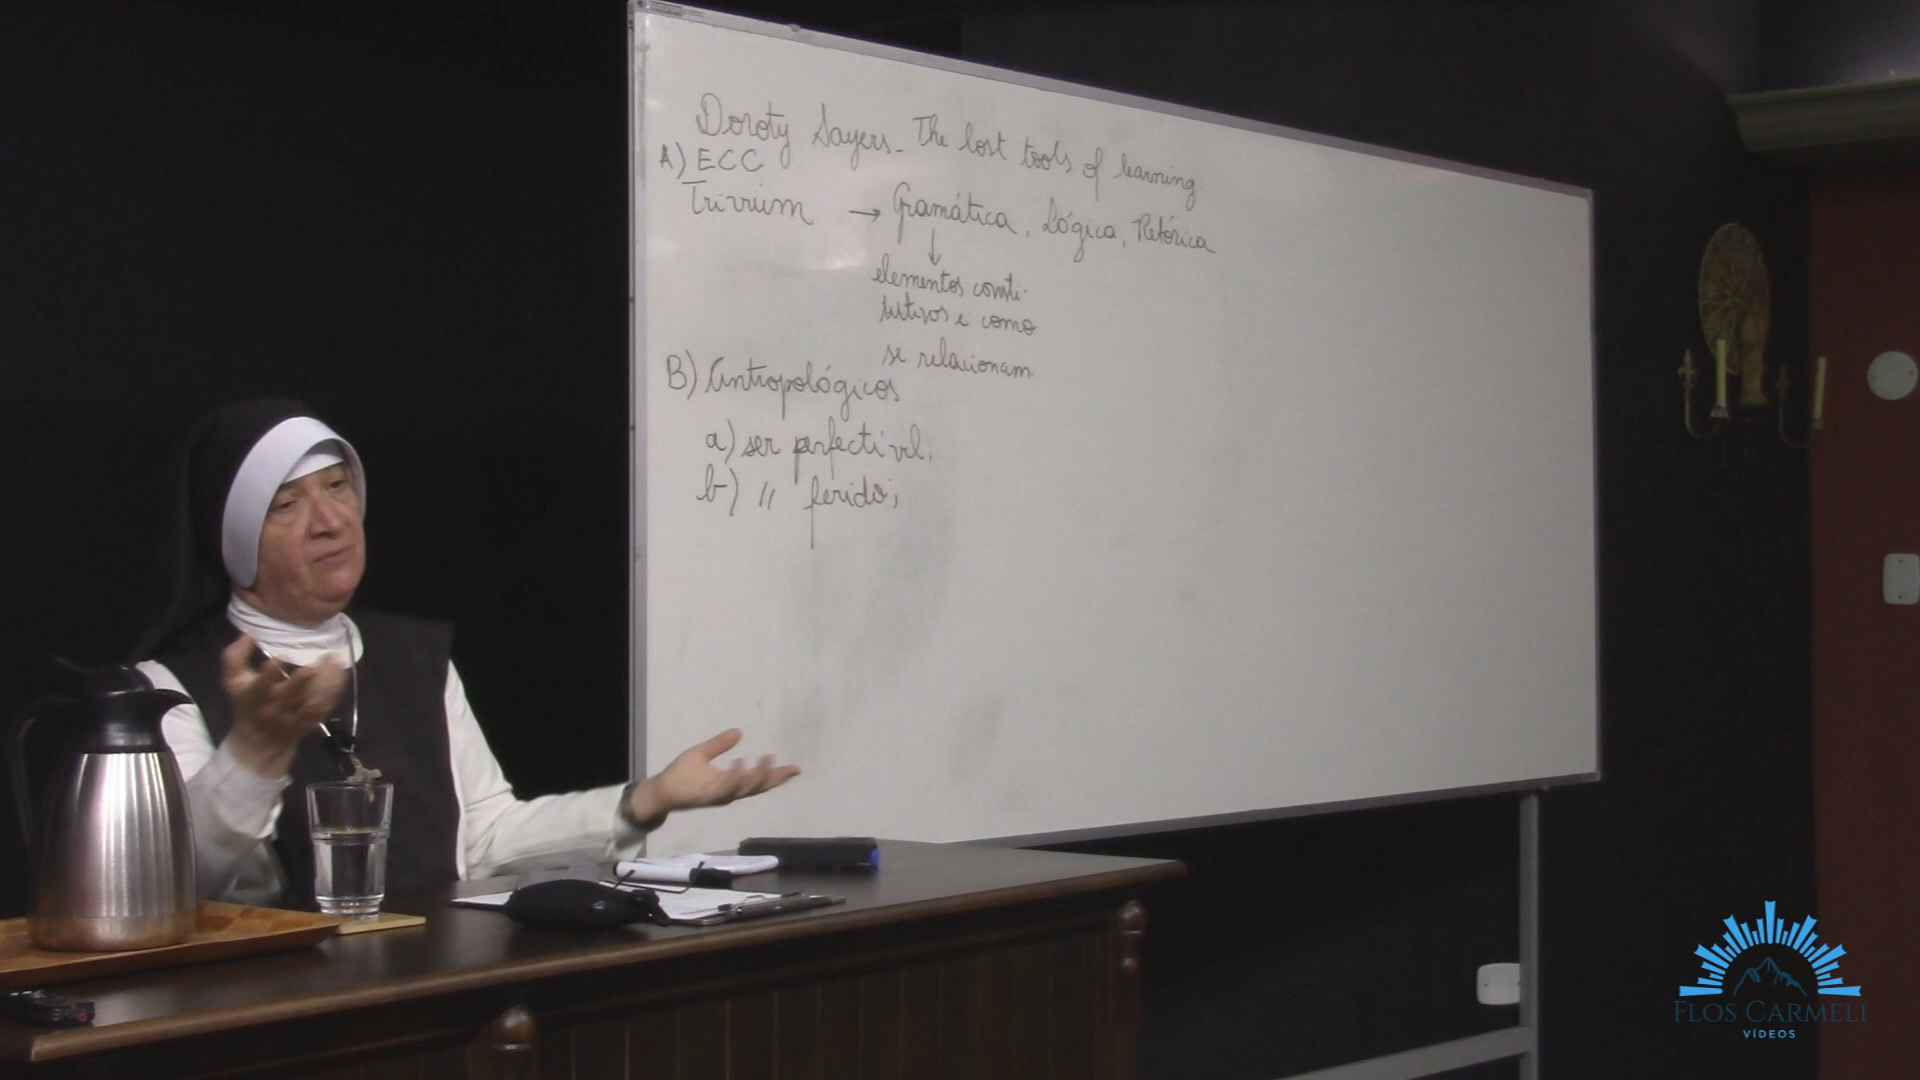 Doroty Sayers - The lost tools of learning
A) ECC
Trivium → Gramática, Lógica, Retórica
↓
elementos consti-
tutivos e como
se relacionam
B) Antropológicos
a) ser perfectível;
b) " ferido;
FLOS CARMELI
VÍDEOS